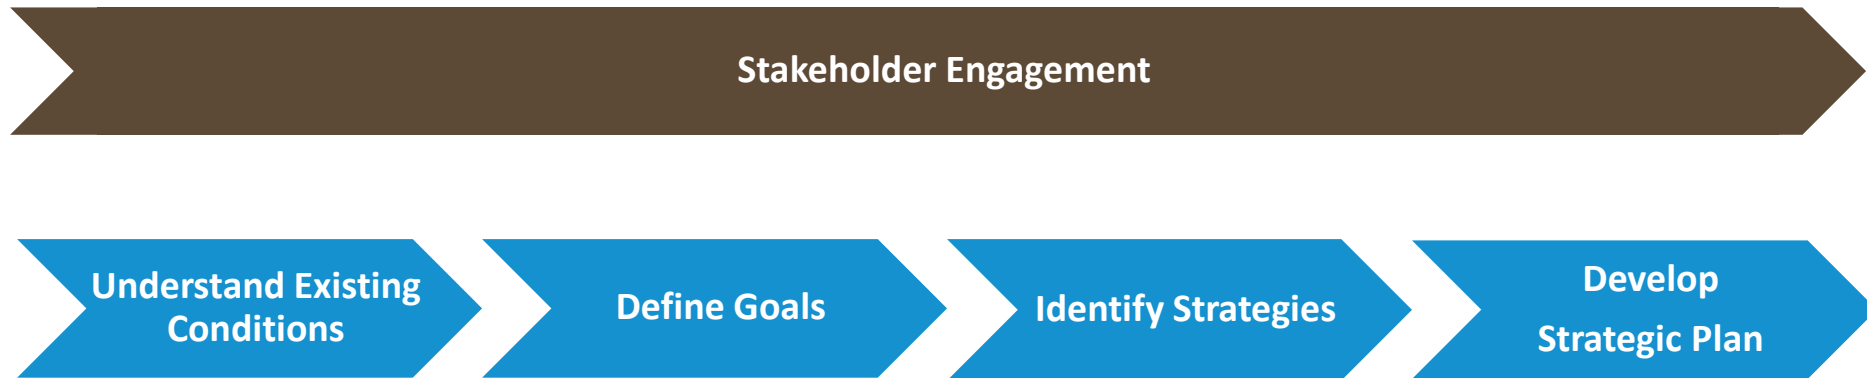 Stakeholder Engagement
Understand Existing
Conditions
Define Goals
Identify Strategies
Develop
Strategic Plan